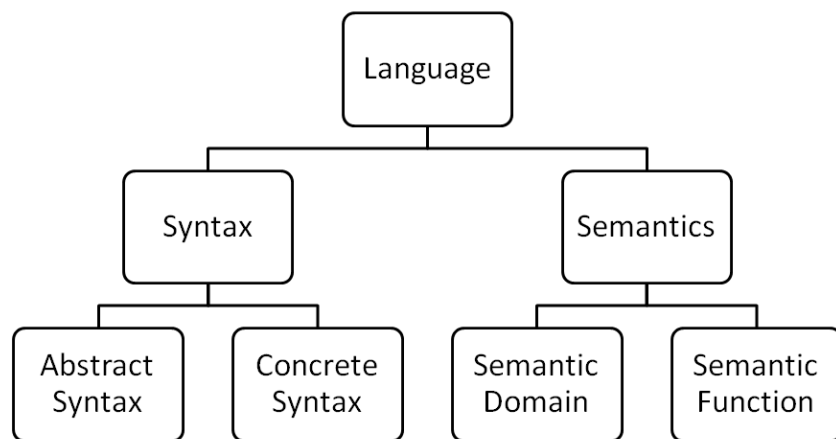 Language
Syntax
Semantics
Abstract
Syntax
Concrete
Syntax
Semantic
Domain
Semantic
Function